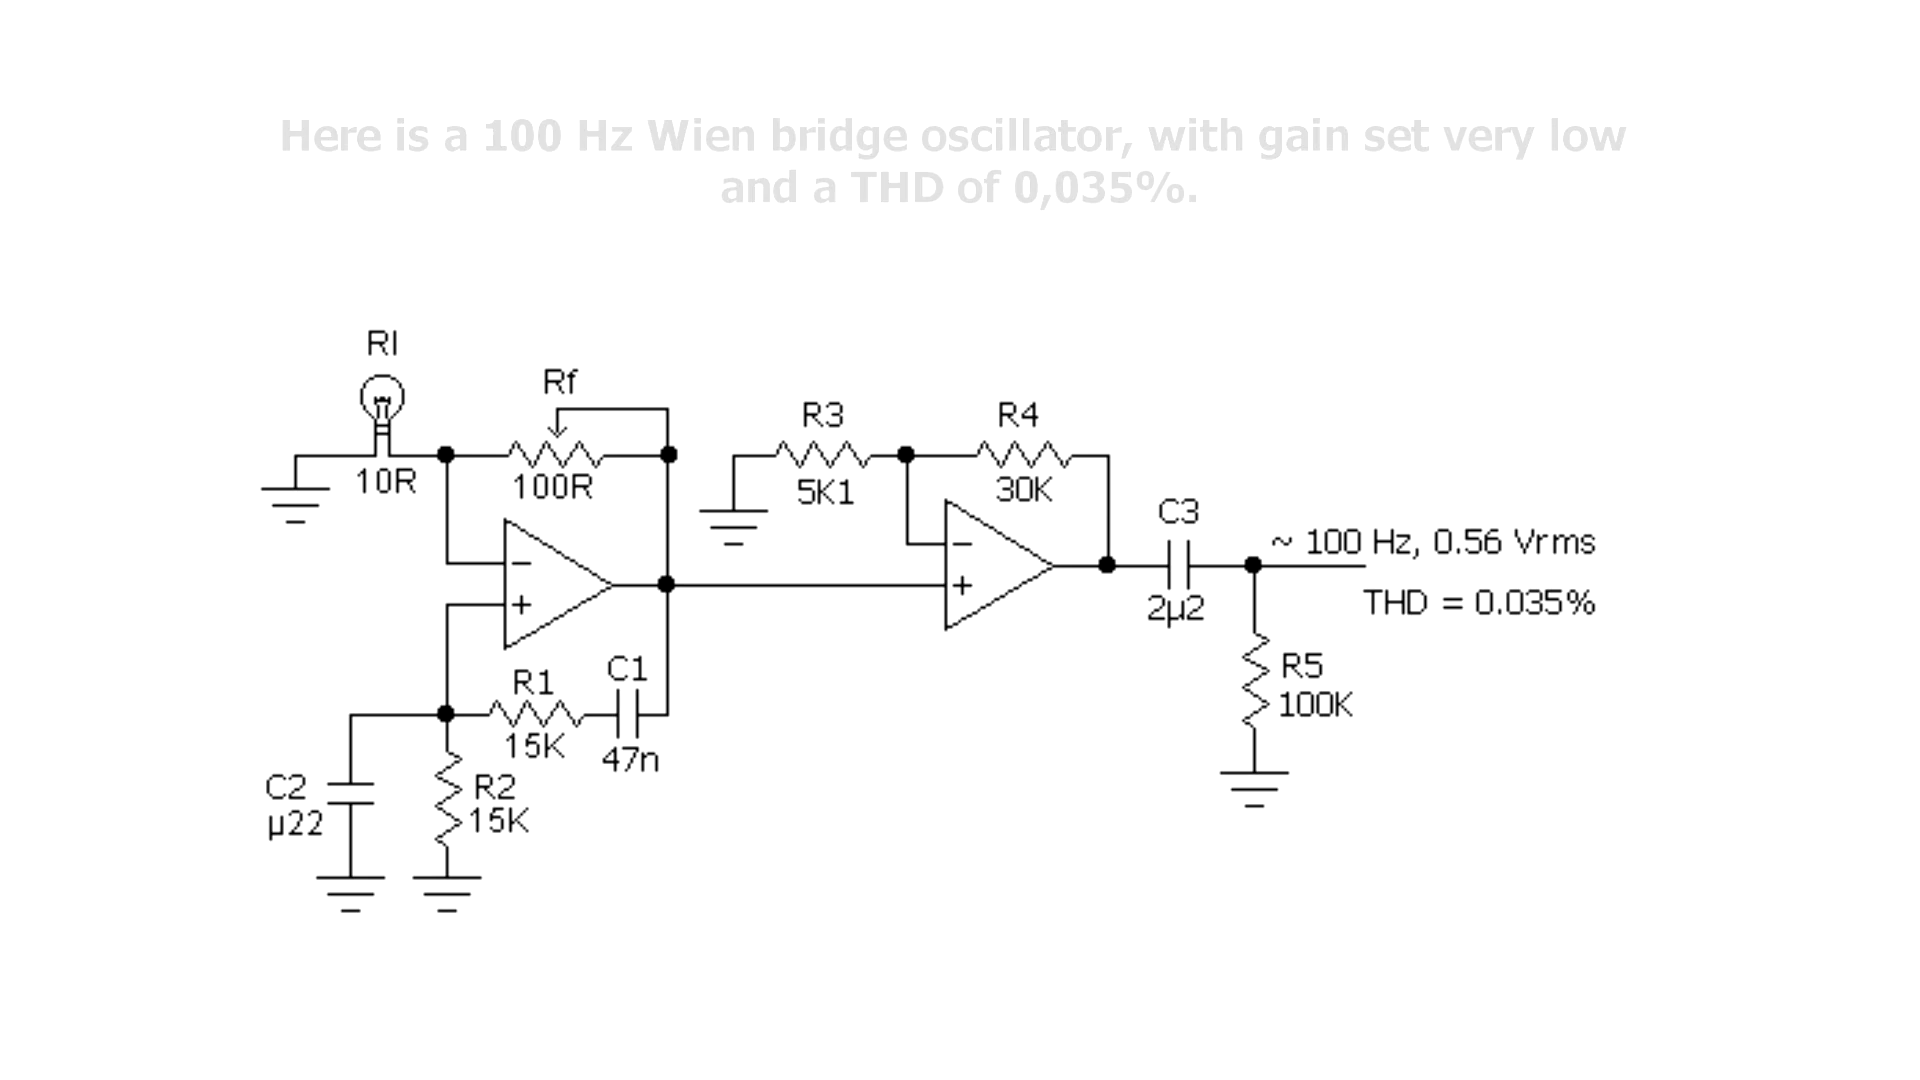 Here is a 100 Hz Wien bridge oscillator, with gain set very low
and a THD of 0,035%.
Rl
10R
Rf
100R
R3
5K1
R4
30K
C3
2µ2
~ 100 Hz, 0.56 Vrms
THD = 0.035%
R5
100K
−
+
−
+
R1
15K
C1
47n
C2
µ22
R2
15K